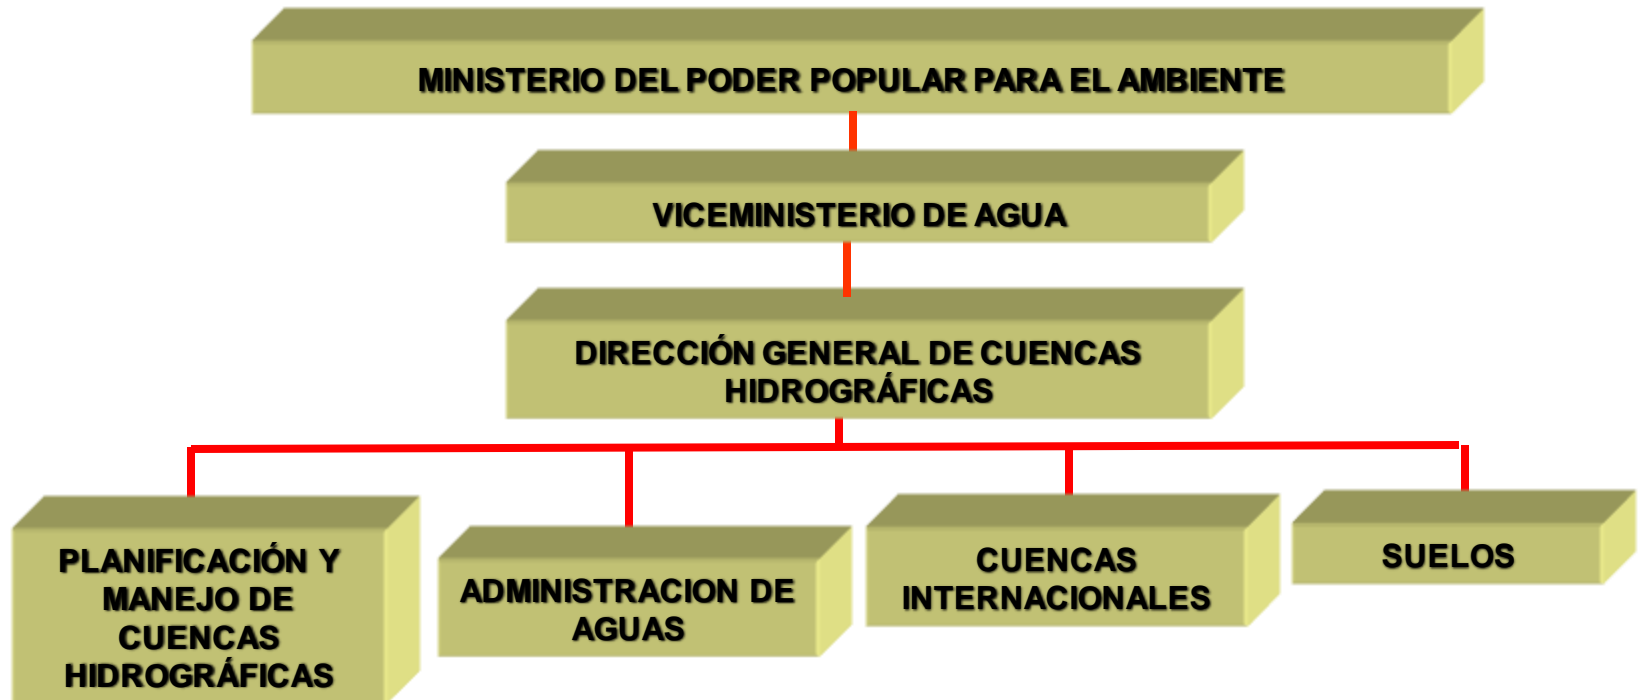 MINISTERIO DEL PODER POPULAR PARA EL AMBIENTE
VICEMINISTERIO DE AGUA
DIRECCIÓN GENERAL DE CUENCAS
HIDROGRÁFICAS
PLANIFICACIÓN Y
MANEJO DE
CUENCAS
HIDROGRÁFICAS
ADMINISTRACION DE
AGUAS
CUENCAS
INTERNACIONALES
SUELOS